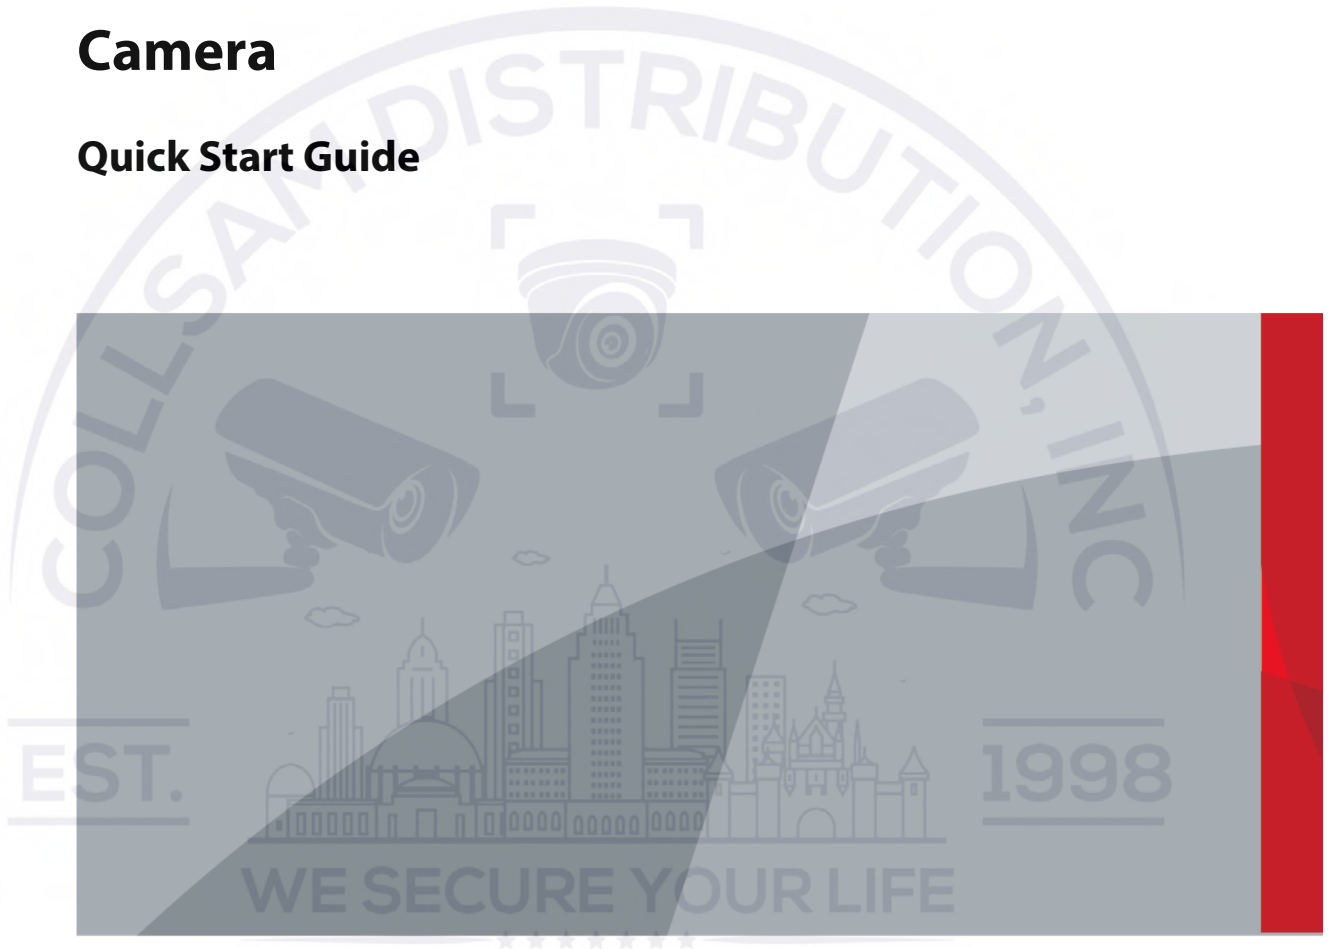 Camera
Quick Start Guide
COLLSAM DISTRIBUTION, INC
EST.
1998
WE SECURE YOUR LIFE